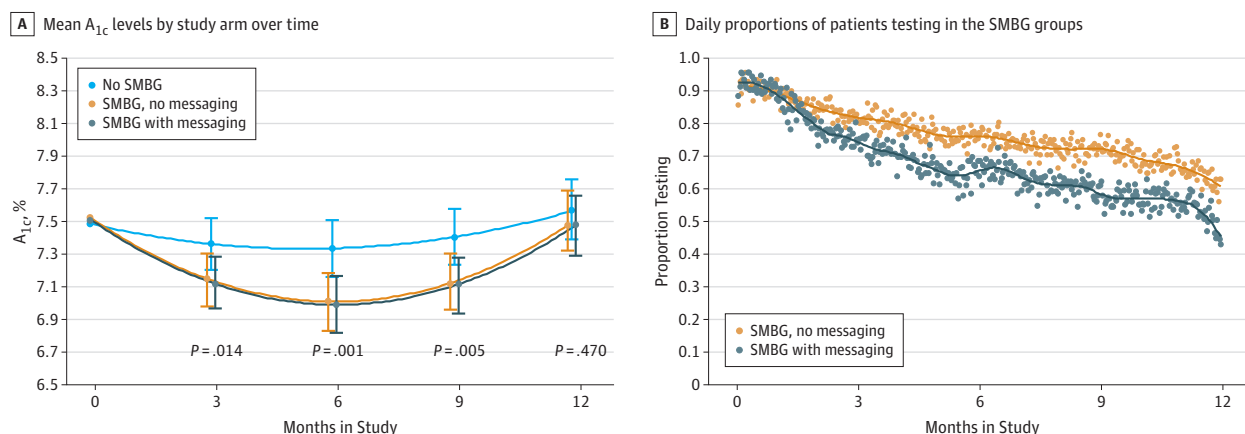 A Mean A1c levels by study arm over time
8.5
8.3
8.1
7.9
7.7
7.5
7.3
7.1
6.9
6.7
6.5
A1c, %
No SMBG
SMBG, no messaging
SMBG with messaging
P = .014
P = .001
P = .005
P = .470
0 3 6 9 12
Months in Study
B Daily proportions of patients testing in the SMBG groups
1.0
0.9
0.8
0.7
0.6
0.5
0.4
0.3
0.2
0.1
0
Proportion Testing
SMBG, no messaging
SMBG with messaging
0 3 6 9 12
Months in Study